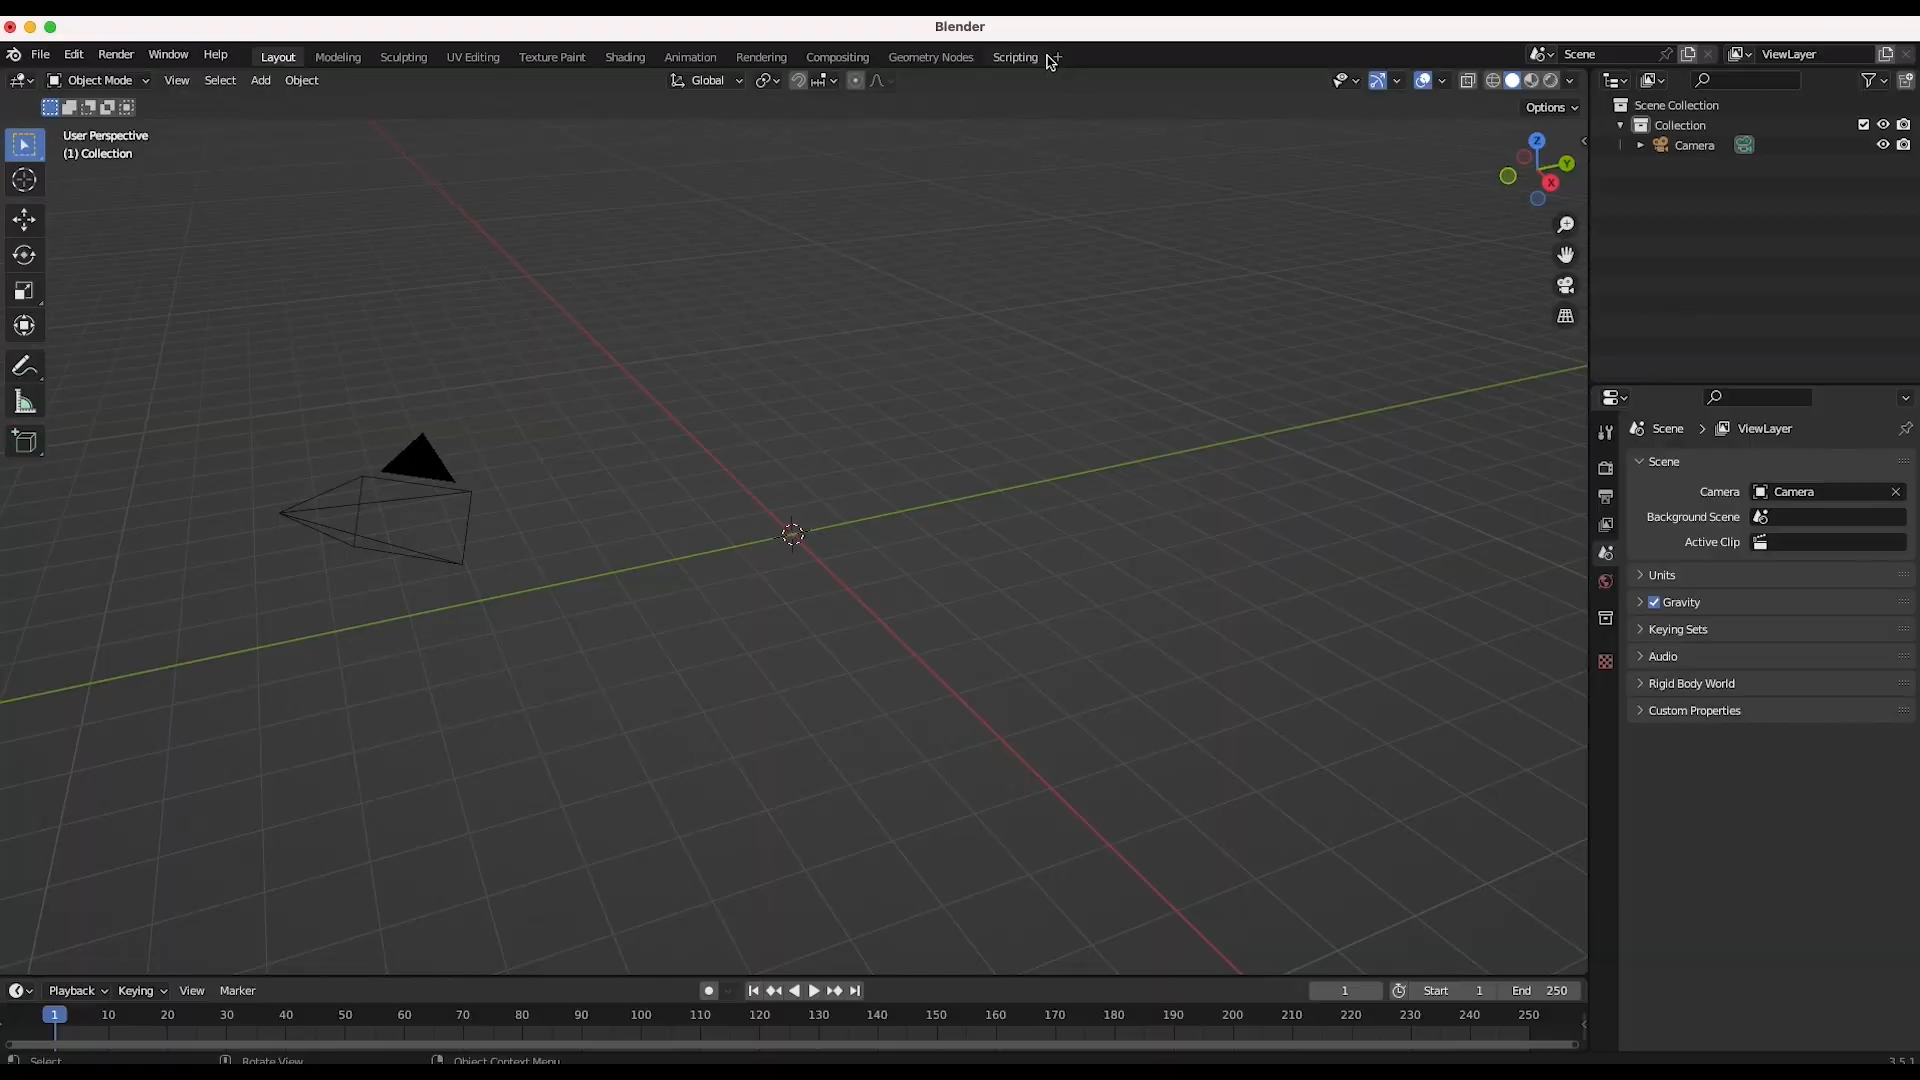 Blender
File Edit Render Window Help Layout Modeling Sculpting UV Editing Texture Paint Shading Animation Rendering Compositing Geometry Nodes Scripting + Scene ViewLayer
Object Mode View Select Add Object Global
Options
User Perspective
(1) Collection
Z
Y
X
Scene Collection
Collection
Camera
Scene > ViewLayer
Scene
Camera Camera
Background Scene
Active Clip
Units
Gravity
Keying Sets
Audio
Rigid Body World
Custom Properties
Playback Keying View Marker 1 Start 1 End 250
1 10 20 30 40 50 60 70 80 90 100 110 120 130 140 150 160 170 180 190 200 210 220 230 240 250
Select Rotate View Object Context Menu 3.5.1